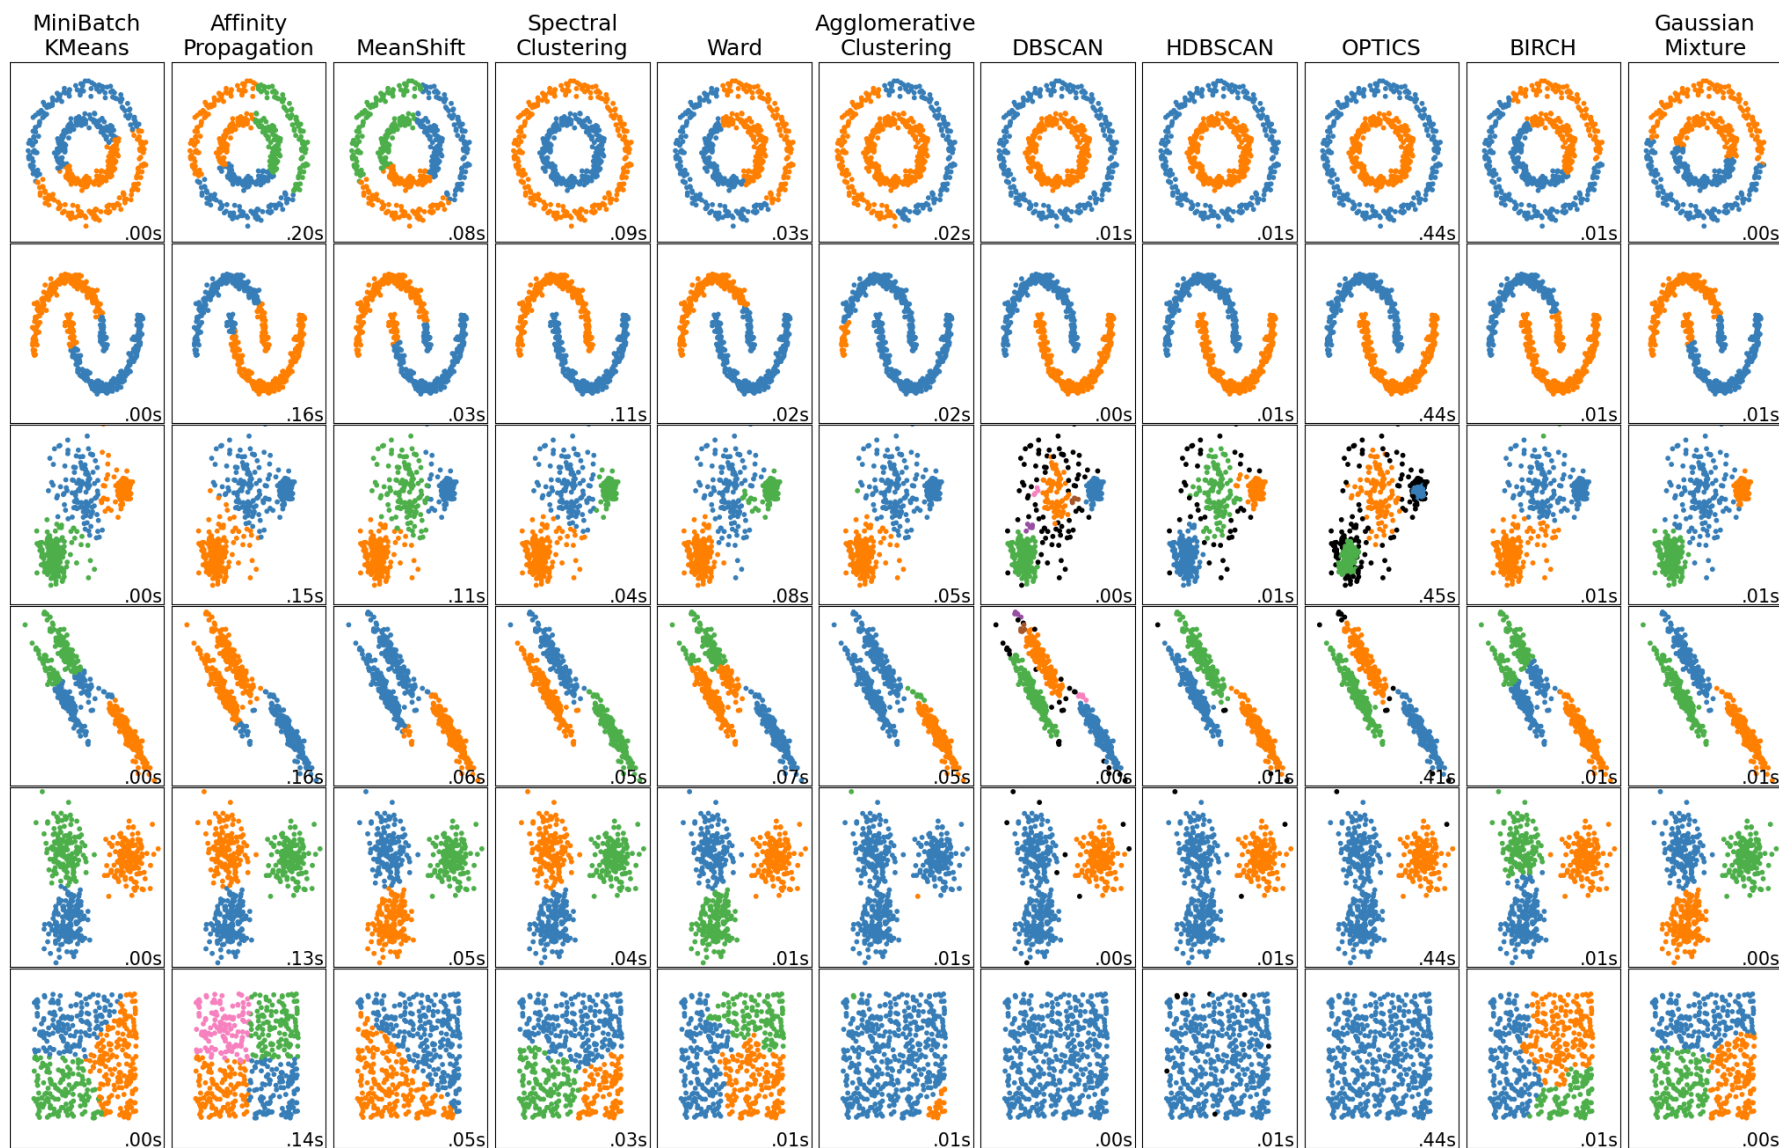 MiniBatch
KMeans
Affinity
Propagation
MeanShift
Spectral
Clustering
Ward
Agglomerative
Clustering
DBSCAN
HDBSCAN
OPTICS
BIRCH
Gaussian
Mixture
.00s .20s .08s .09s .03s .02s .01s .01s .44s .01s .00s
.00s .16s .03s .11s .02s .02s .00s .01s .44s .01s .01s
.00s .15s .11s .04s .08s .05s .00s .01s .45s .01s .01s
.00s .16s .06s .05s .07s .05s .00s .01s .41s .01s .01s
.00s .13s .05s .04s .01s .01s .00s .01s .44s .01s .00s
.00s .14s .05s .03s .01s .01s .00s .01s .44s .01s .00s